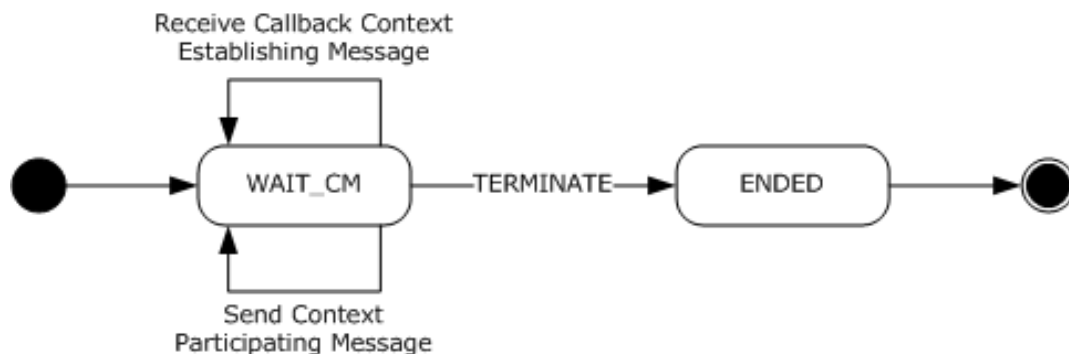 Receive Callback Context
Establishing Message
WAIT_CM
TERMINATE
ENDED
Send Context
Participating Message